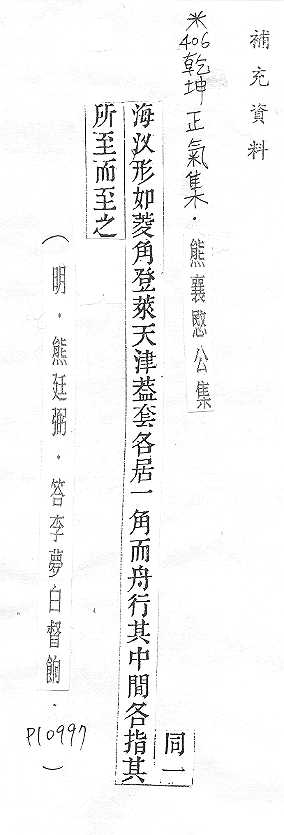 補充資料
米406乾坤正氣集·熊襄愍公集
同一
海㳇形如菱角登萊天津葢套各居一角而舟行其中間各指其
所至而至之
（明·熊廷弼·答李夢白督餉·P10997）